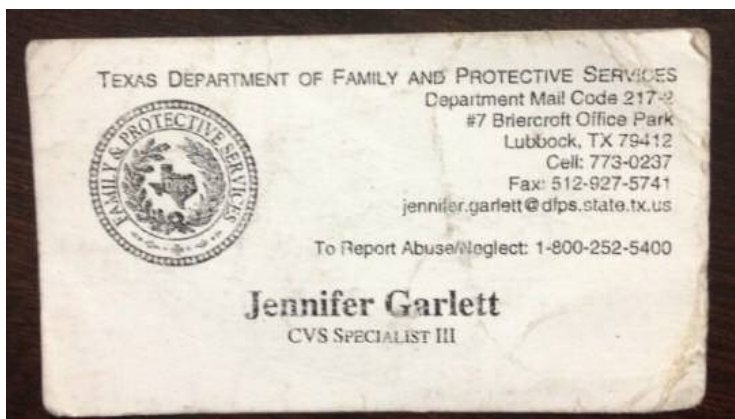 TEXAS DEPARTMENT OF FAMILY AND PROTECTIVE SERVICES
Department Mail Code 217-2
#7 Briercroft Office Park
Lubbock, TX 79412
Cell: 773-0237
Fax: 512-927-5741
jennifer.garlett@dfps.state.tx.us
FAMILY & PROTECTIVE SERVICES
To Report Abuse/Neglect: 1-800-252-5400
Jennifer Garlett
CVS SPECIALIST III